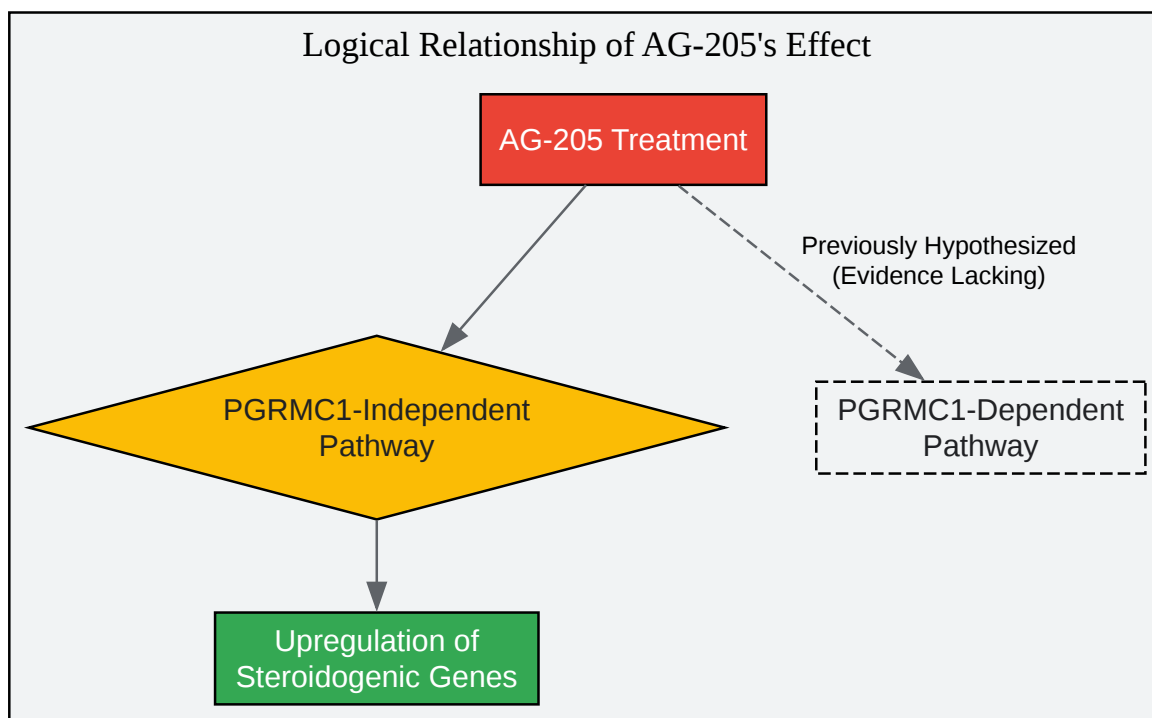 Logical Relationship of AG-205's Effect
AG-205 Treatment
Previously Hypothesized
(Evidence Lacking)
PGRMC1-Independent
Pathway
PGRMC1-Dependent
Pathway
Upregulation of
Steroidogenic Genes